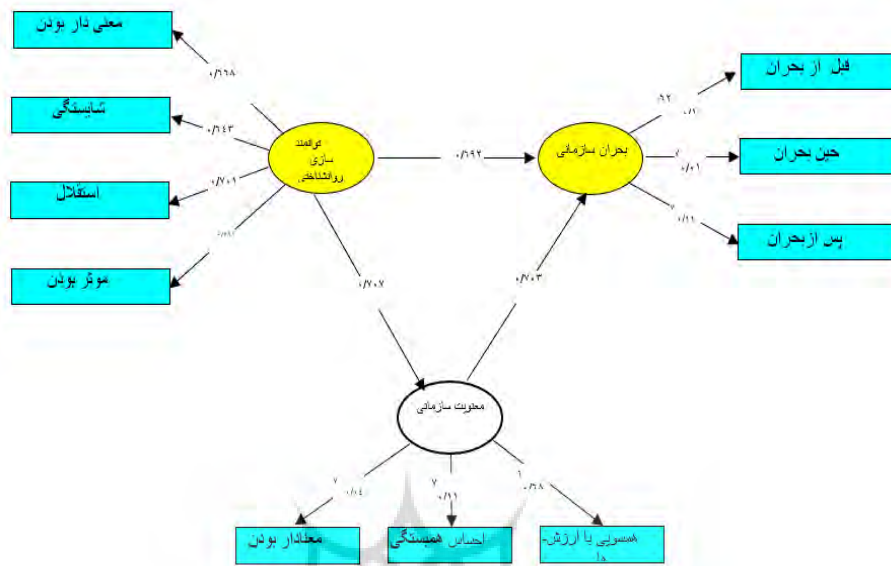 معنی دار بودن
شایستگی
استقلال
موثر بودن
۰/۶۶۸
۰/۶۴۳
۰/۷۰۱
توانمند
سازی
روانشناختی
۰/۶۹۲
۰/۷۰۷
۰/۷۰۳
بحران سازمانی
قبل از بحران
حین بحران
پس از بحران
معنویت سازمانی
معنادار بودن
احساس همبستگی
همسویی با ارزش-
ها